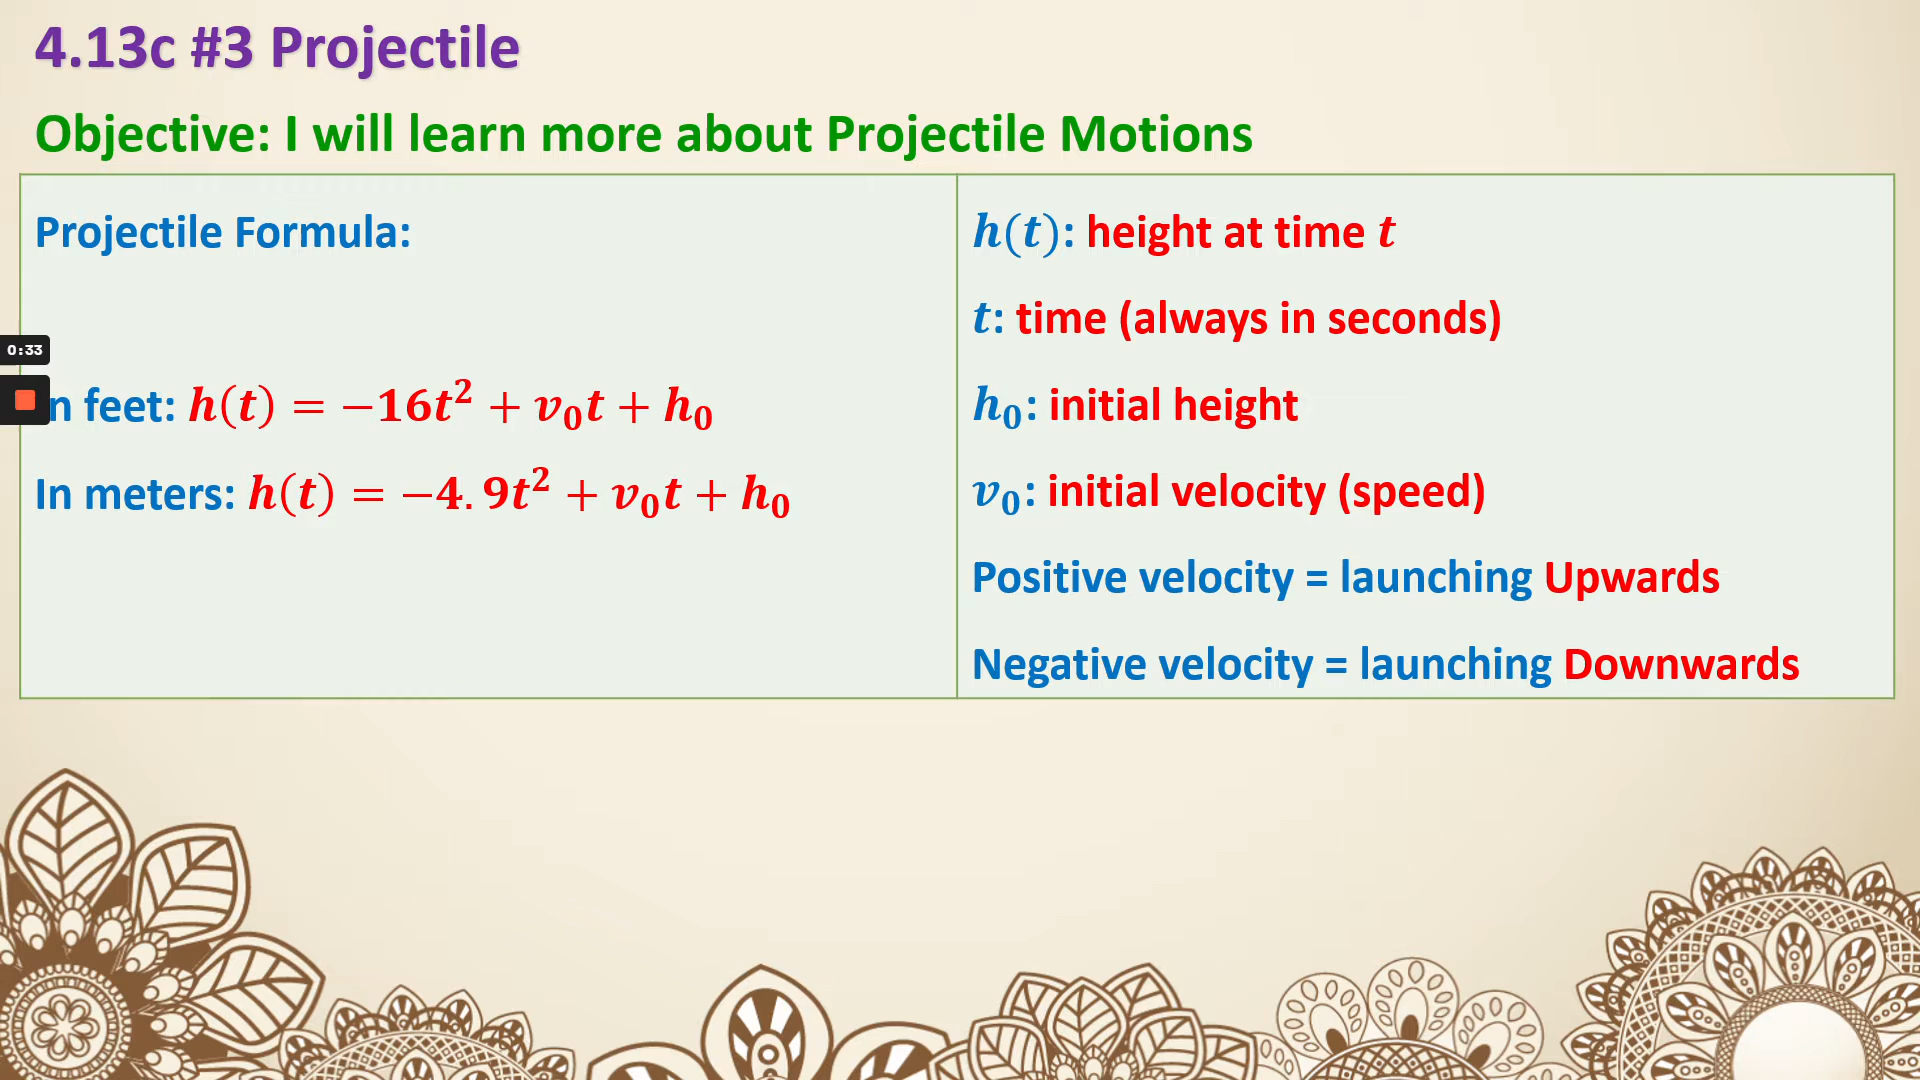 4.13c #3 Projectile
Objective: I will learn more about Projectile Motions
Projectile Formula:
n feet: h(t) = −16t² + v₀t + h₀
In meters: h(t) = −4.9t² + v₀t + h₀
h(t): height at time t
t: time (always in seconds)
h₀: initial height
v₀: initial velocity (speed)
Positive velocity = launching Upwards
Negative velocity = launching Downwards
0:33